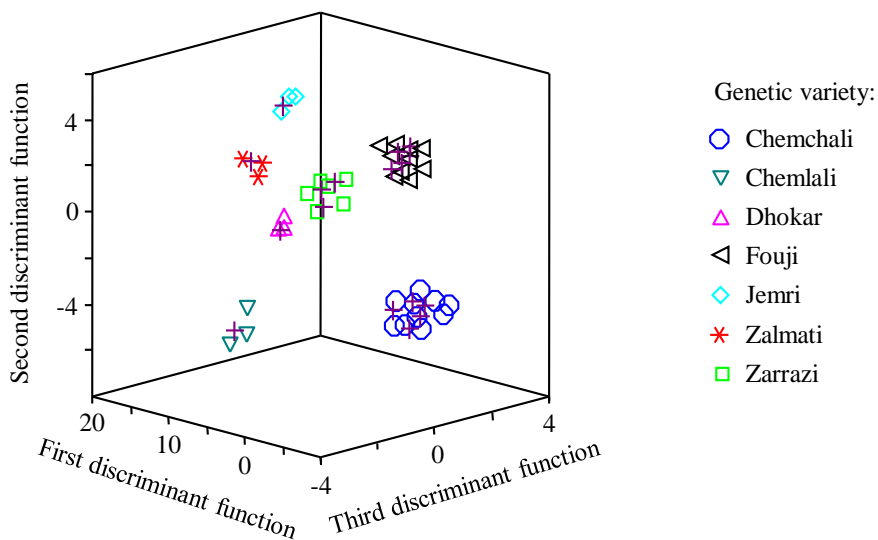 Second discriminant function
4
0
-4
20
10
0
-4
0
4
First discriminant function
Third discriminant function
Genetic variety:
Chemchali
Chemlali
Dhokar
Fouji
Jemri
Zalmati
Zarrazi